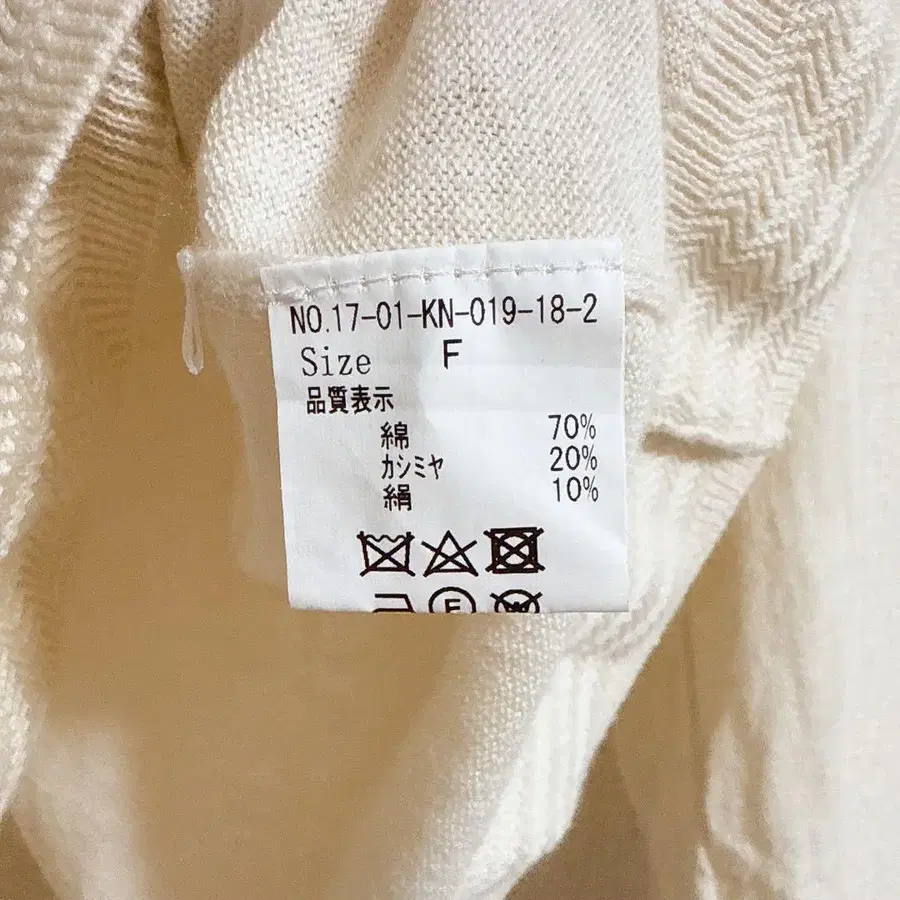 NO.17-01-KN-019-18-2
Size F
品質表示
綿 70%
カシミヤ 20%
絹 10%